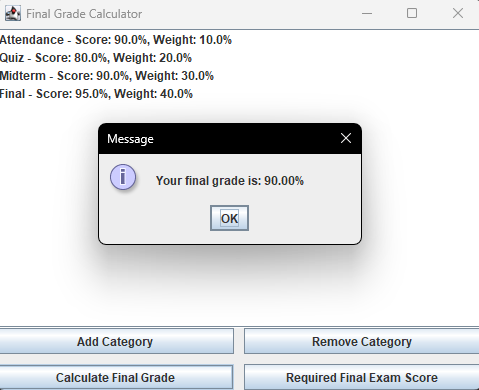 Final Grade Calculator
Attendance - Score: 90.0%, Weight: 10.0%
Quiz - Score: 80.0%, Weight: 20.0%
Midterm - Score: 90.0%, Weight: 30.0%
Final - Score: 95.0%, Weight: 40.0%
Message
Your final grade is: 90.00%
OK
Add Category
Remove Category
Calculate Final Grade
Required Final Exam Score